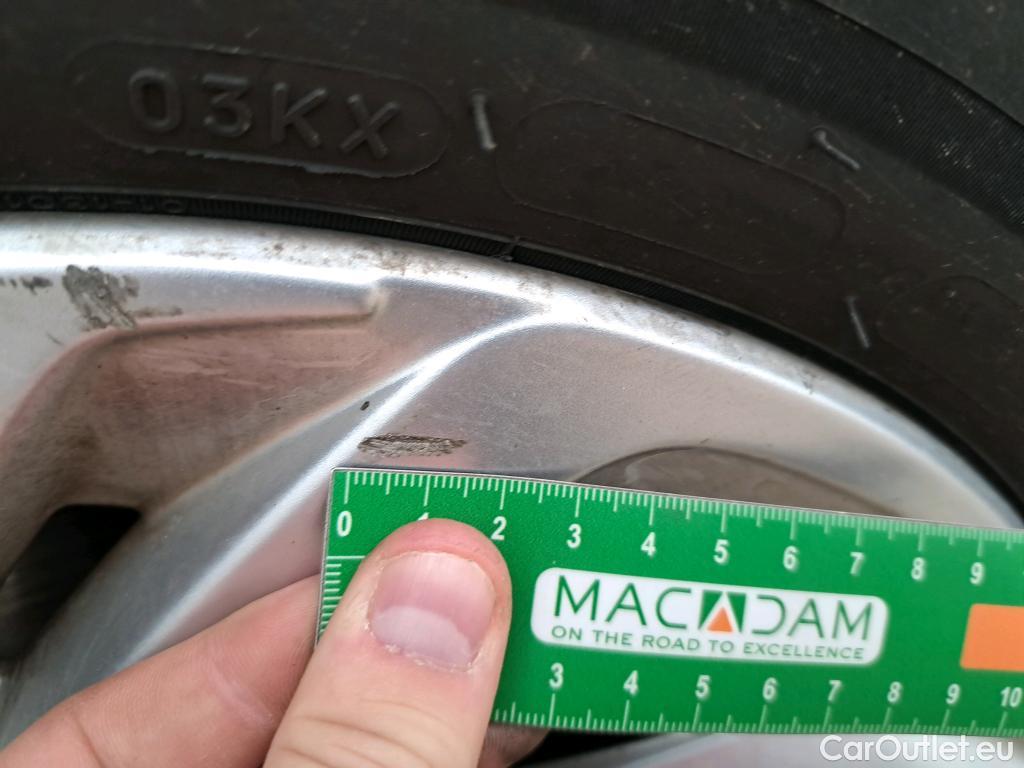 03KX
0 1 2 3 4 5 6 7 8 9
MACADAM
ON THE ROAD TO EXCELLENCE
3 4 5 6 7 8 9 10
CarOutlet.eu